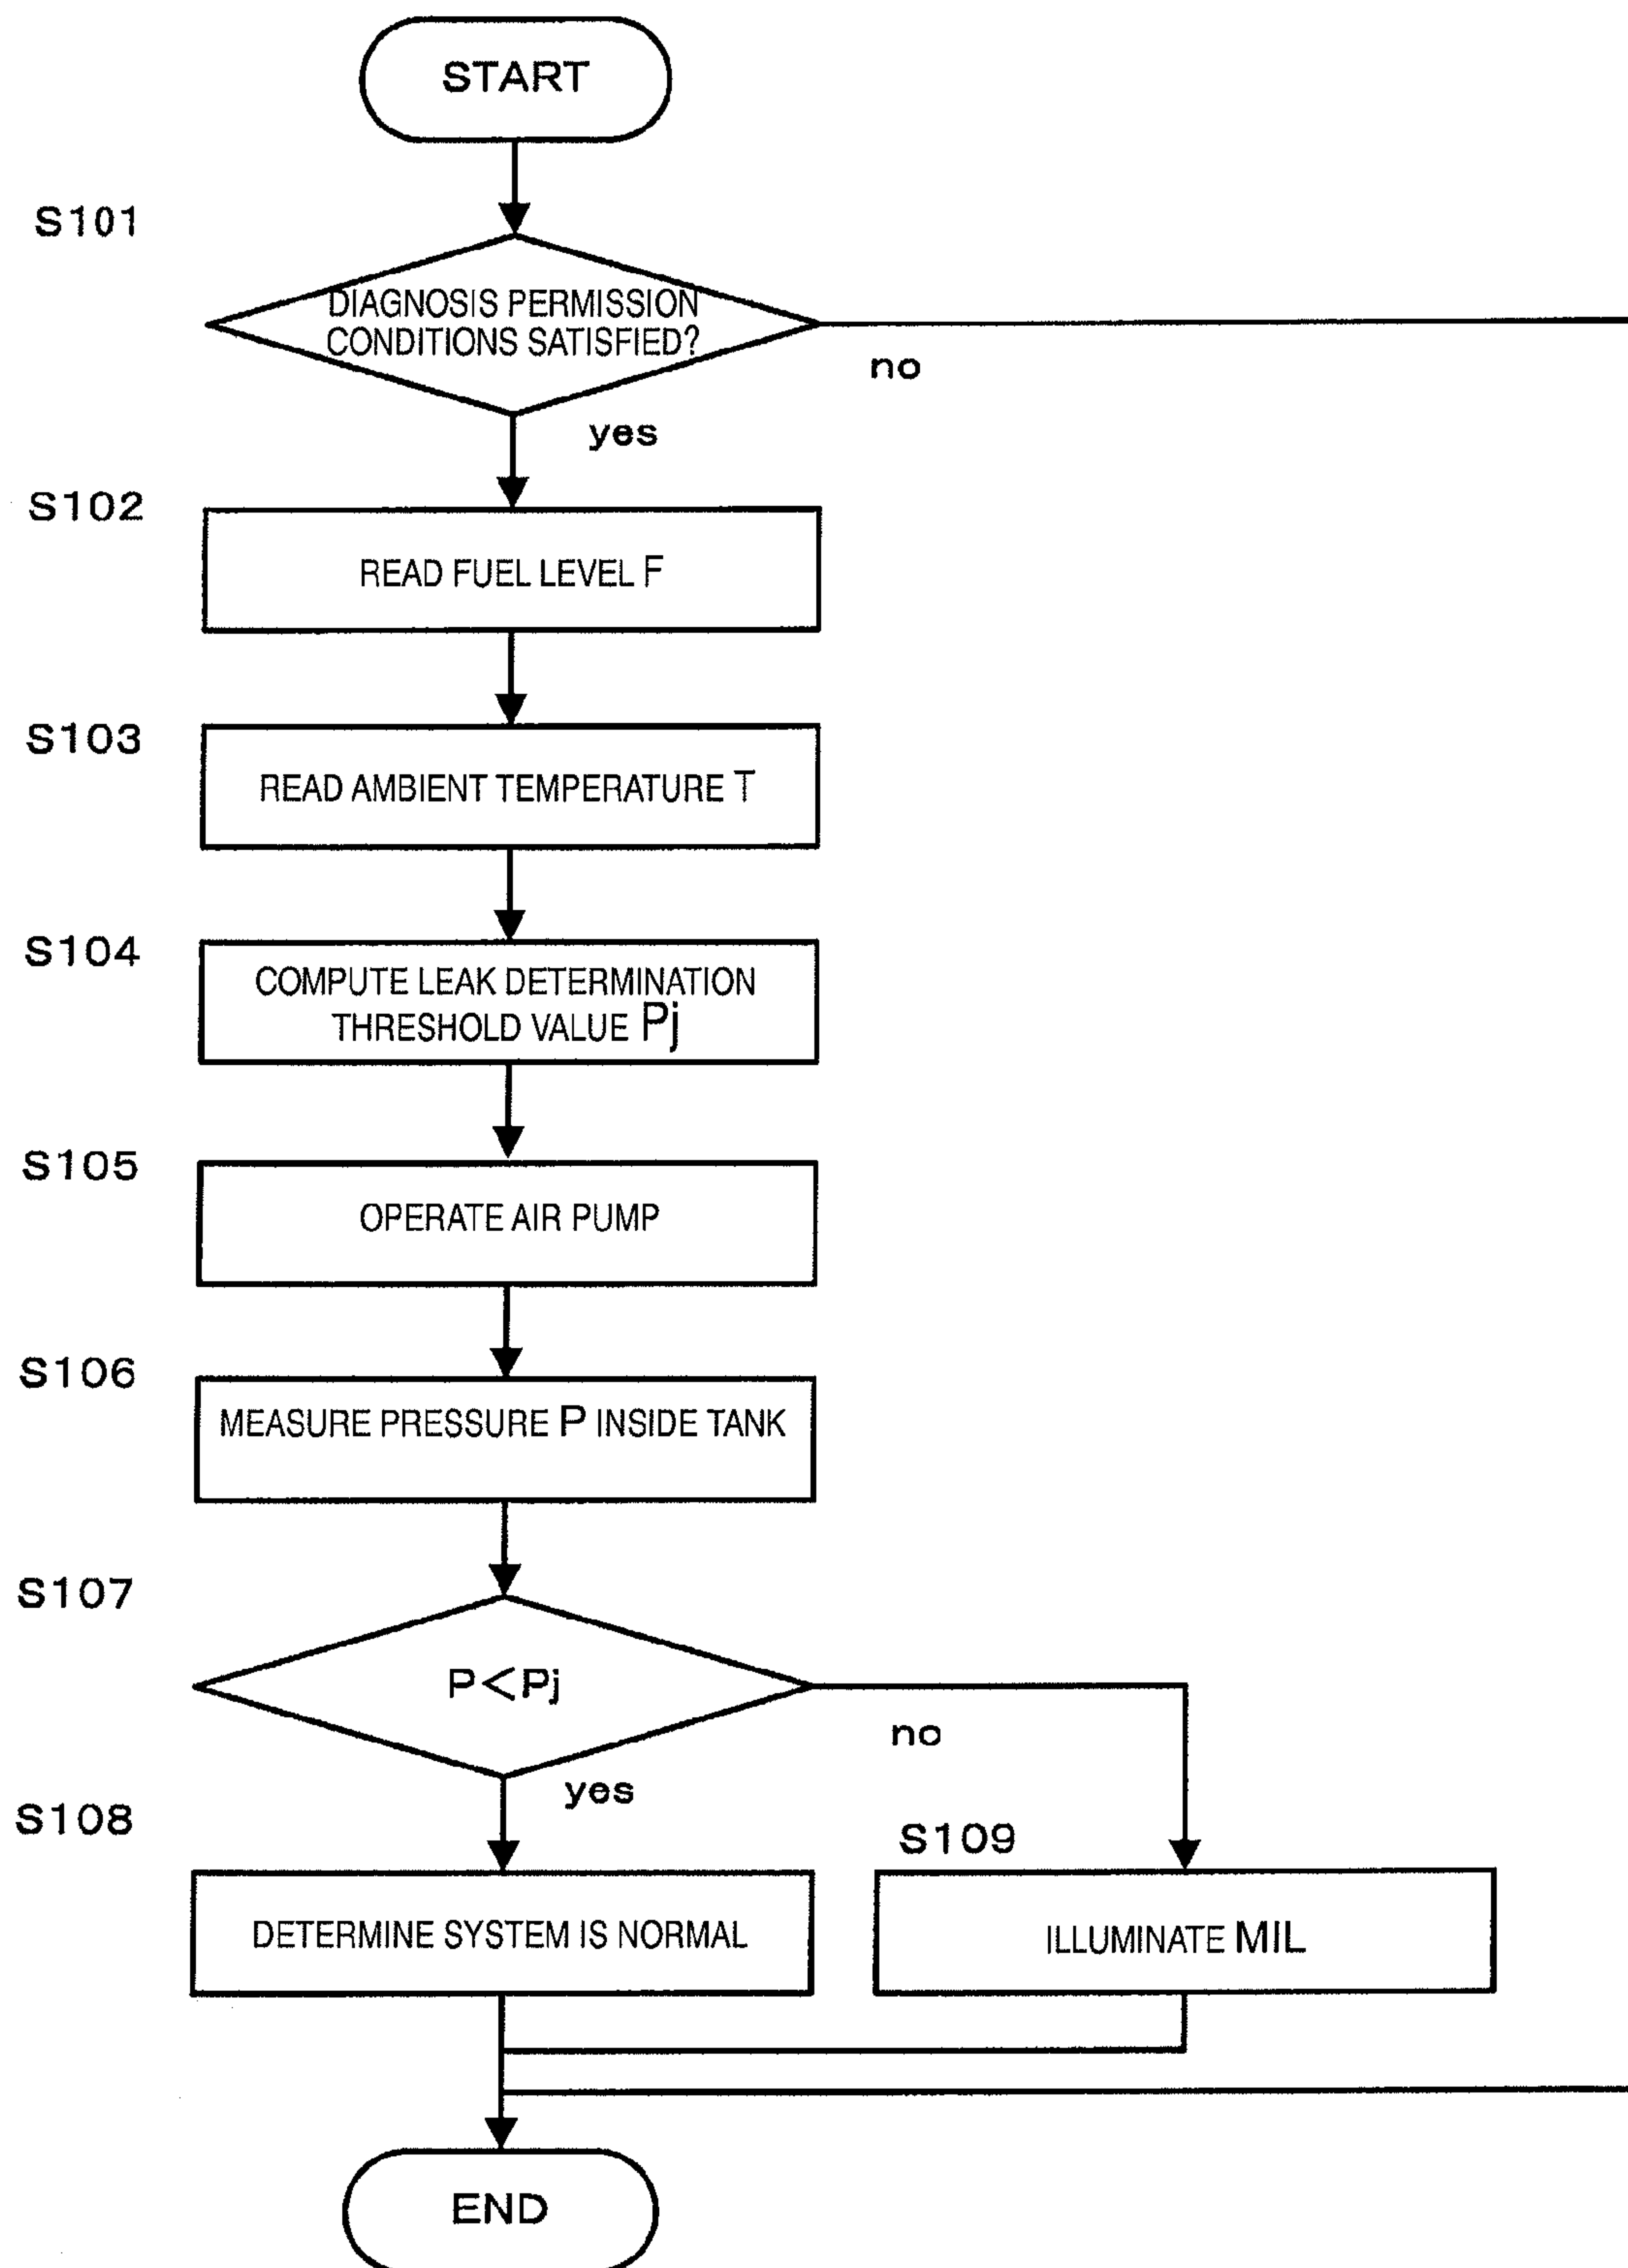 START
S101
DIAGNOSIS PERMISSION
CONDITIONS SATISFIED?
no
yes
S102
READ FUEL LEVEL F
S103
READ AMBIENT TEMPERATURE T
S104
COMPUTE LEAK DETERMINATION
THRESHOLD VALUE Pj
S105
OPERATE AIR PUMP
S106
MEASURE PRESSURE P INSIDE TANK
S107
P<Pj
no
yes
S108
S109
DETERMINE SYSTEM IS NORMAL
ILLUMINATE MIL
END